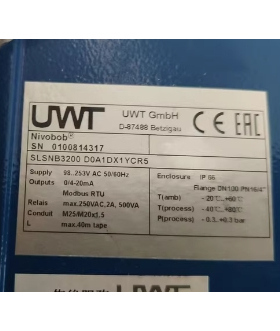 UWT
UWT GmbH
D-87488 Betzigau
CE EAC
Nivobob®
SN 0100814317
SLSNB3200 D0A1DX1YCR5
Supply 98..253V AC 50/60Hz
Outputs 0/4-20mA
Modbus RTU
Relais max.250VAC,2A, 500VA
Conduit M25/M20x1,5
L max.40m tape
Enclosure IP 66
Flange DN100 PN16/4"
T(amb) -20°C..+60°C
T(process) -40°C..+80°C
P(process) -0.3..+0.3 bar
UWT